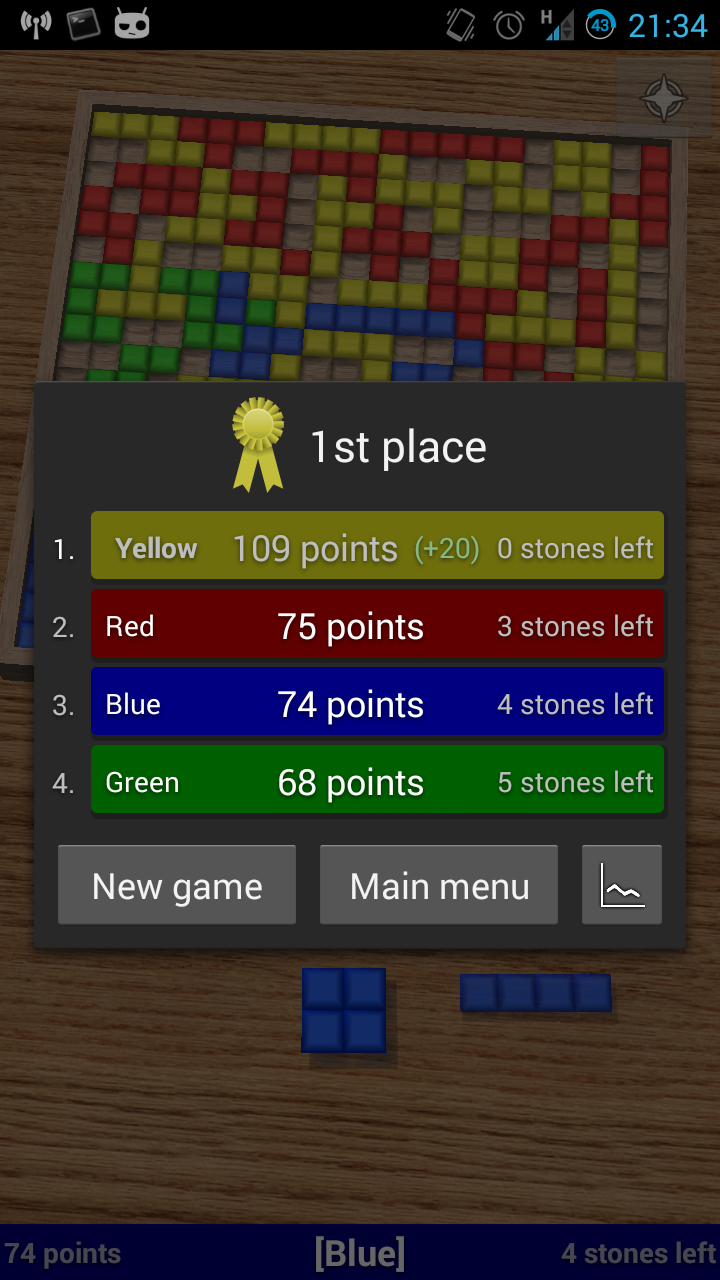 H 43 21:34
1st place
1. Yellow 109 points (+20) 0 stones left
2. Red 75 points 3 stones left
3. Blue 74 points 4 stones left
4. Green 68 points 5 stones left
New game Main menu
74 points [Blue] 4 stones left